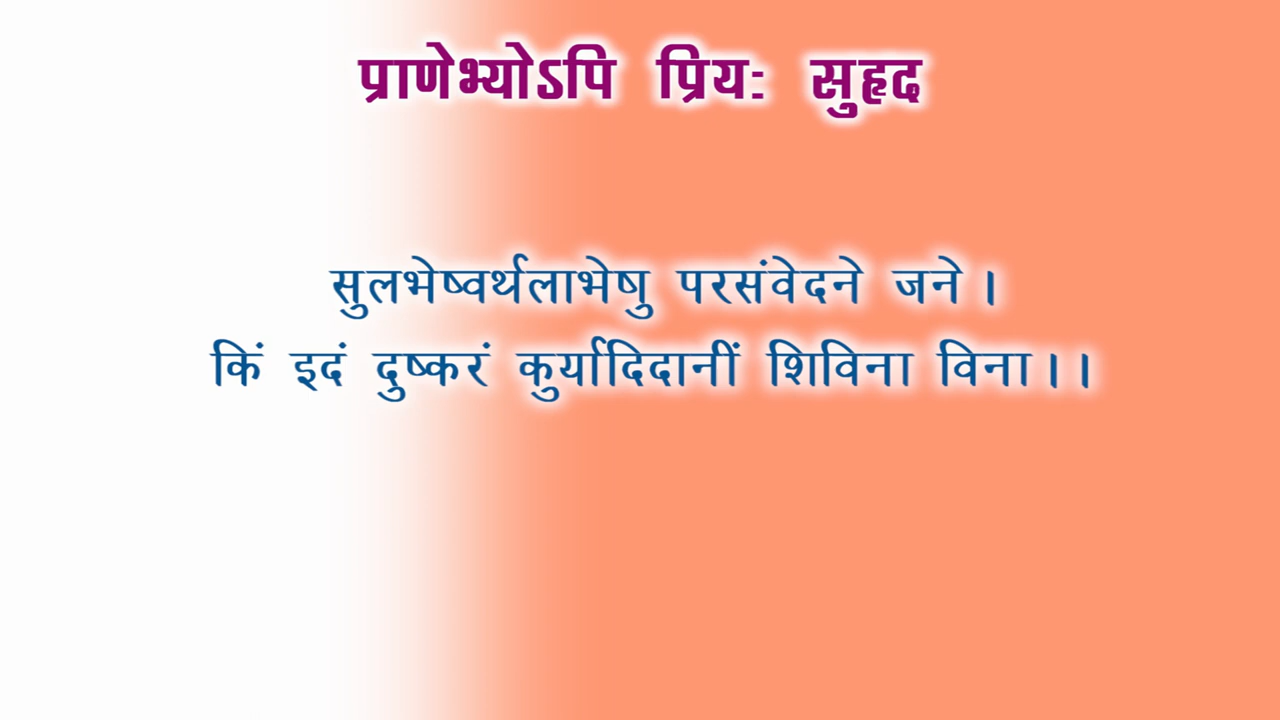 प्राणेभ्योऽपि प्रियः सुहृद
सुलभेष्वर्थलाभेषु परसंवेदने जने ।
किं इदं दुष्करं कुर्यादिदानीं शिविना विना।।